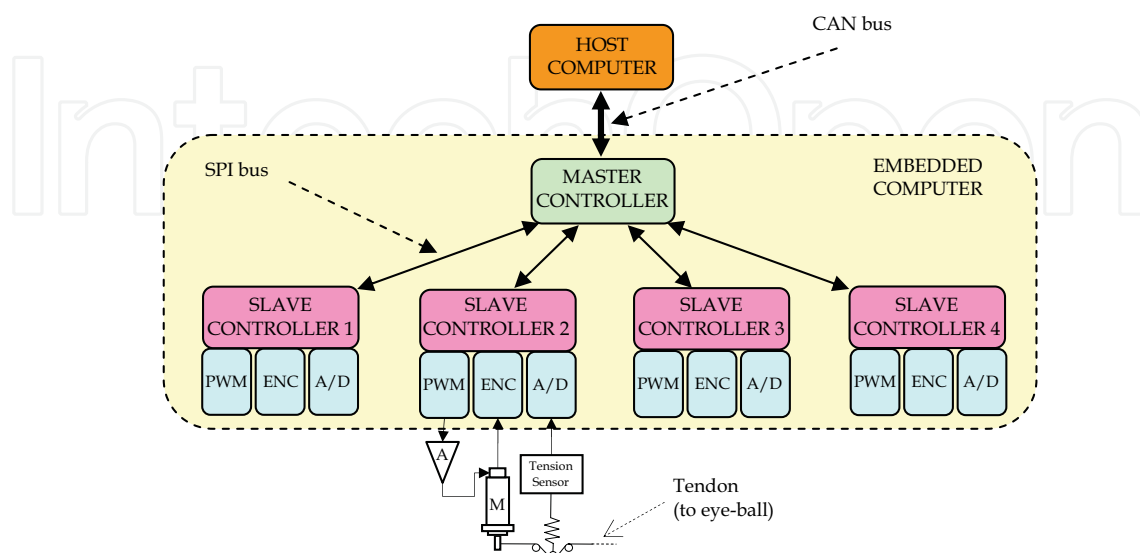 CAN bus
HOST
COMPUTER
IntechOpen
SPI bus
MASTER
CONTROLLER
EMBEDDED
COMPUTER
SLAVE
CONTROLLER 1
SLAVE
CONTROLLER 2
SLAVE
CONTROLLER 3
SLAVE
CONTROLLER 4
PWM ENC A/D
PWM ENC A/D
PWM ENC A/D
PWM ENC A/D
A
Tension
Sensor
M
Tendon
(to eye-ball)